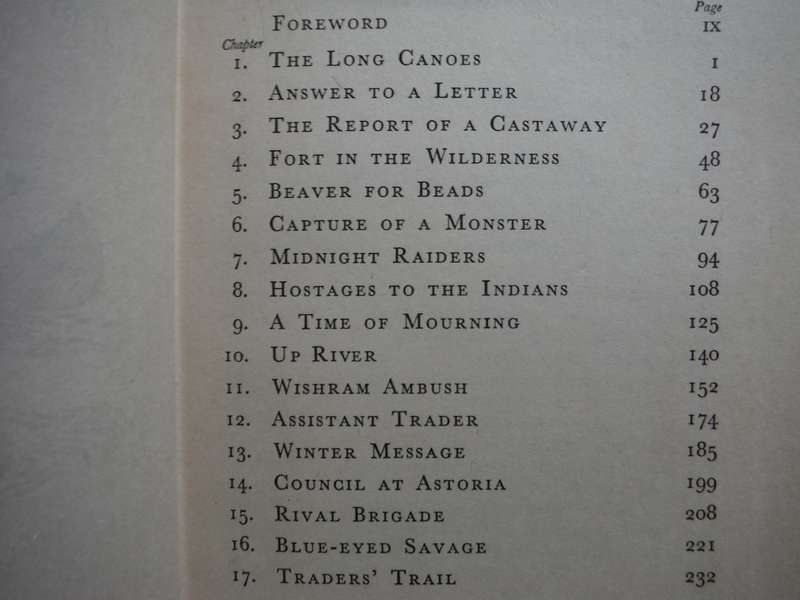 Page
Foreword IX
Chapter
1. The Long Canoes 1
2. Answer to a Letter 18
3. The Report of a Castaway 27
4. Fort in the Wilderness 48
5. Beaver for Beads 63
6. Capture of a Monster 77
7. Midnight Raiders 94
8. Hostages to the Indians 108
9. A Time of Mourning 125
10. Up River 140
11. Wishram Ambush 152
12. Assistant Trader 174
13. Winter Message 185
14. Council at Astoria 199
15. Rival Brigade 208
16. Blue-eyed Savage 221
17. Traders’ Trail 232